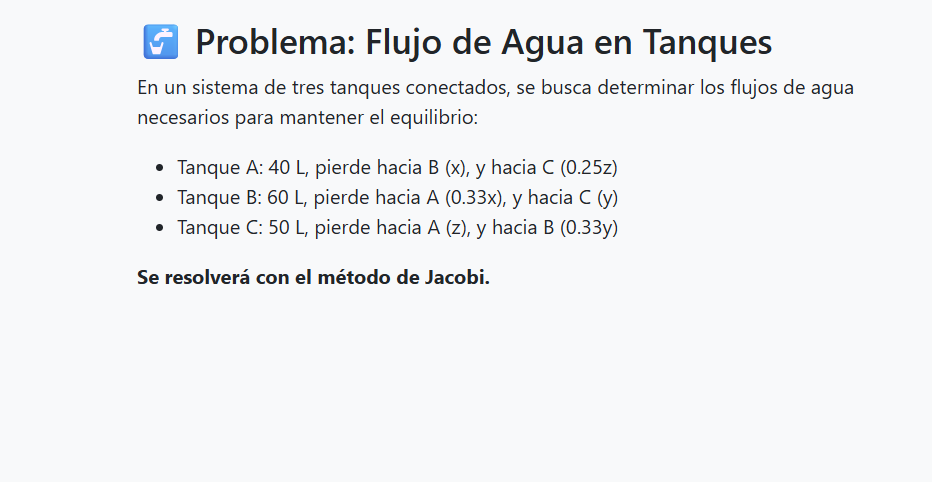 Problema: Flujo de Agua en Tanques
En un sistema de tres tanques conectados, se busca determinar los flujos de agua
necesarios para mantener el equilibrio:
• Tanque A: 40 L, pierde hacia B (x), y hacia C (0.25z)
• Tanque B: 60 L, pierde hacia A (0.33x), y hacia C (y)
• Tanque C: 50 L, pierde hacia A (z), y hacia B (0.33y)
Se resolverá con el método de Jacobi.